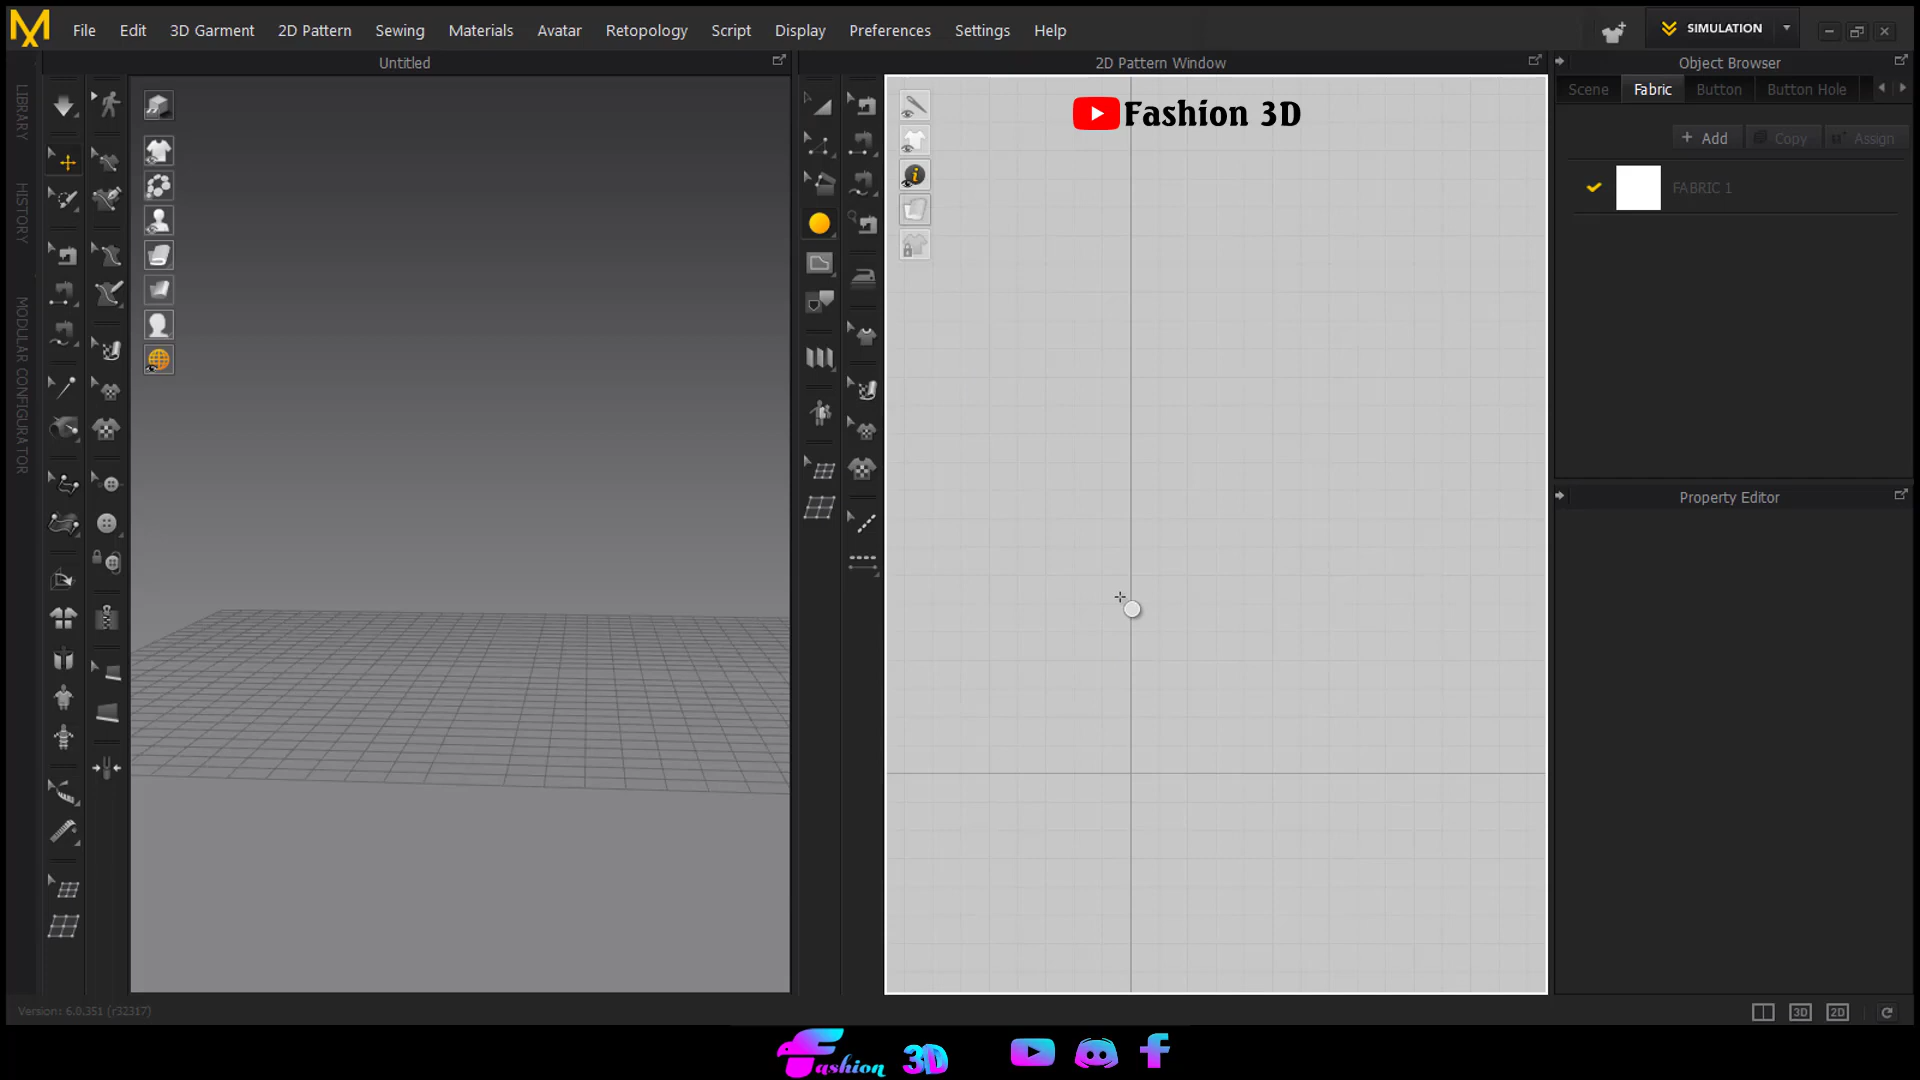 File Edit 3D Garment 2D Pattern Sewing Materials Avatar Retopology Script Display Preferences Settings Help
SIMULATION
Untitled
2D Pattern Window
Object Browser
LIBRARY
HISTORY
MODULAR CONFIGURATOR
Fashion 3D
Scene Fabric Button Button Hole
+ Add Copy Assign
FABRIC 1
Property Editor
Version: 6.0.351 (r32317)
3D 2D
Fashion 3D